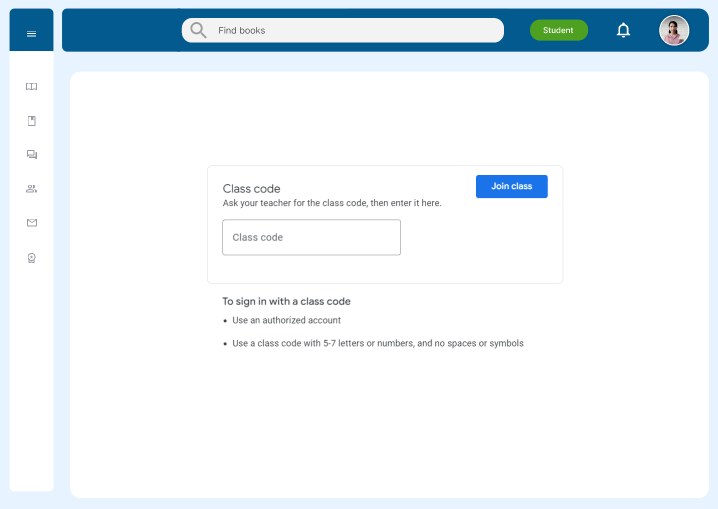 Find books
Student
Class code
Join class
Ask your teacher for the class code, then enter it here.
Class code
To sign in with a class code
• Use an authorized account
• Use a class code with 5-7 letters or numbers, and no spaces or symbols